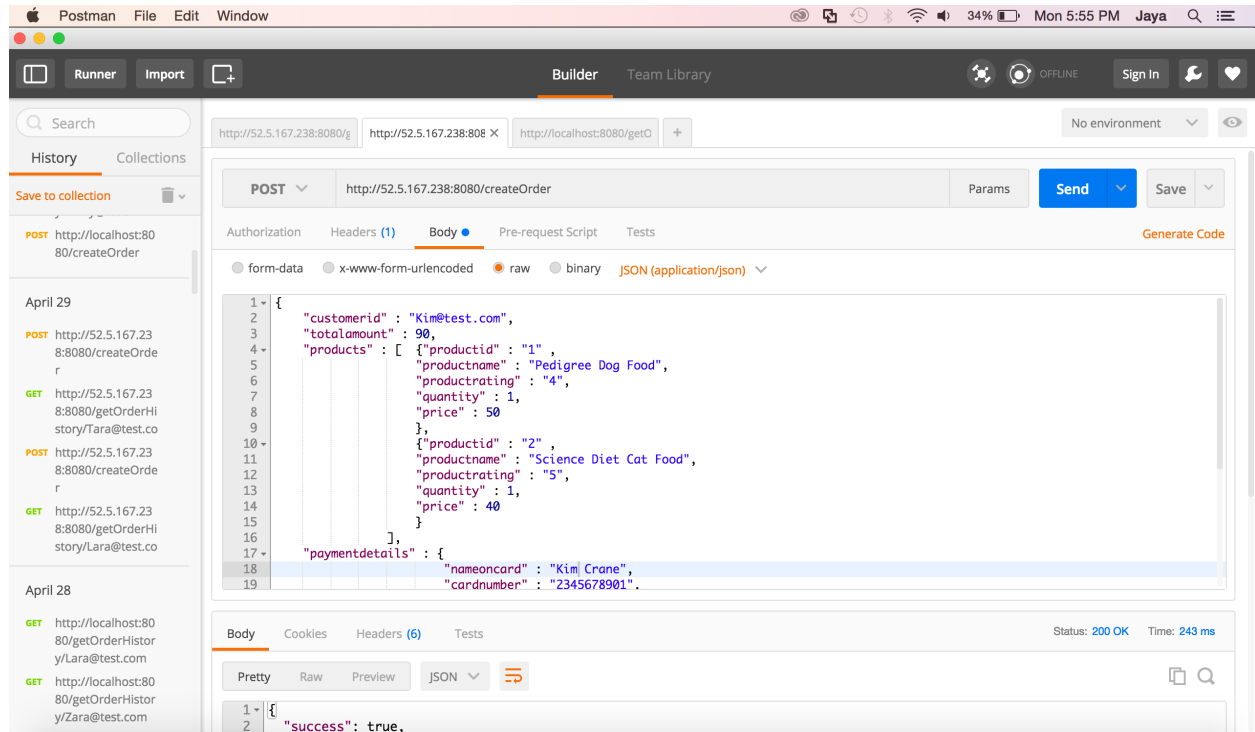 Postman File Edit Window 34% Mon 5:55 PM Jaya
Runner Import Builder Team Library OFFLINE Sign In
Search
History Collections
Save to collection
POST http://localhost:80
80/createOrder
April 29
POST http://52.5.167.23
8:8080/createOrde
r
GET http://52.5.167.23
8:8080/getOrderHi
story/Tara@test.co
POST http://52.5.167.23
8:8080/createOrde
r
GET http://52.5.167.23
8:8080/getOrderHi
story/Lara@test.co
April 28
GET http://localhost:80
80/getOrderHistor
y/Lara@test.com
GET http://localhost:80
80/getOrderHistor
y/Zara@test.com
http://52.5.167.238:8080/g http://52.5.167.238:808 http://localhost:8080/getO + No environment
POST http://52.5.167.238:8080/createOrder Params Send Save
Authorization Headers (1) Body Pre-request Script Tests Generate Code
form-data x-www-form-urlencoded raw binary JSON (application/json)
1 {
2 "customerid" : "Kim@test.com",
3 "totalamount" : 90,
4 "products" : [ {"productid" : "1" ,
5 "productname" : "Pedigree Dog Food",
6 "productrating" : "4",
7 "quantity" : 1,
8 "price" : 50
9 },
10 {"productid" : "2" ,
11 "productname" : "Science Diet Cat Food",
12 "productrating" : "5",
13 "quantity" : 1,
14 "price" : 40
15 }
16 ],
17 "paymentdetails" : {
18 "nameoncard" : "Kim Crane",
19 "cardnumber" : "2345678901",
Body Cookies Headers (6) Tests Status: 200 OK Time: 243 ms
Pretty Raw Preview JSON
1 {
2 "success": true,